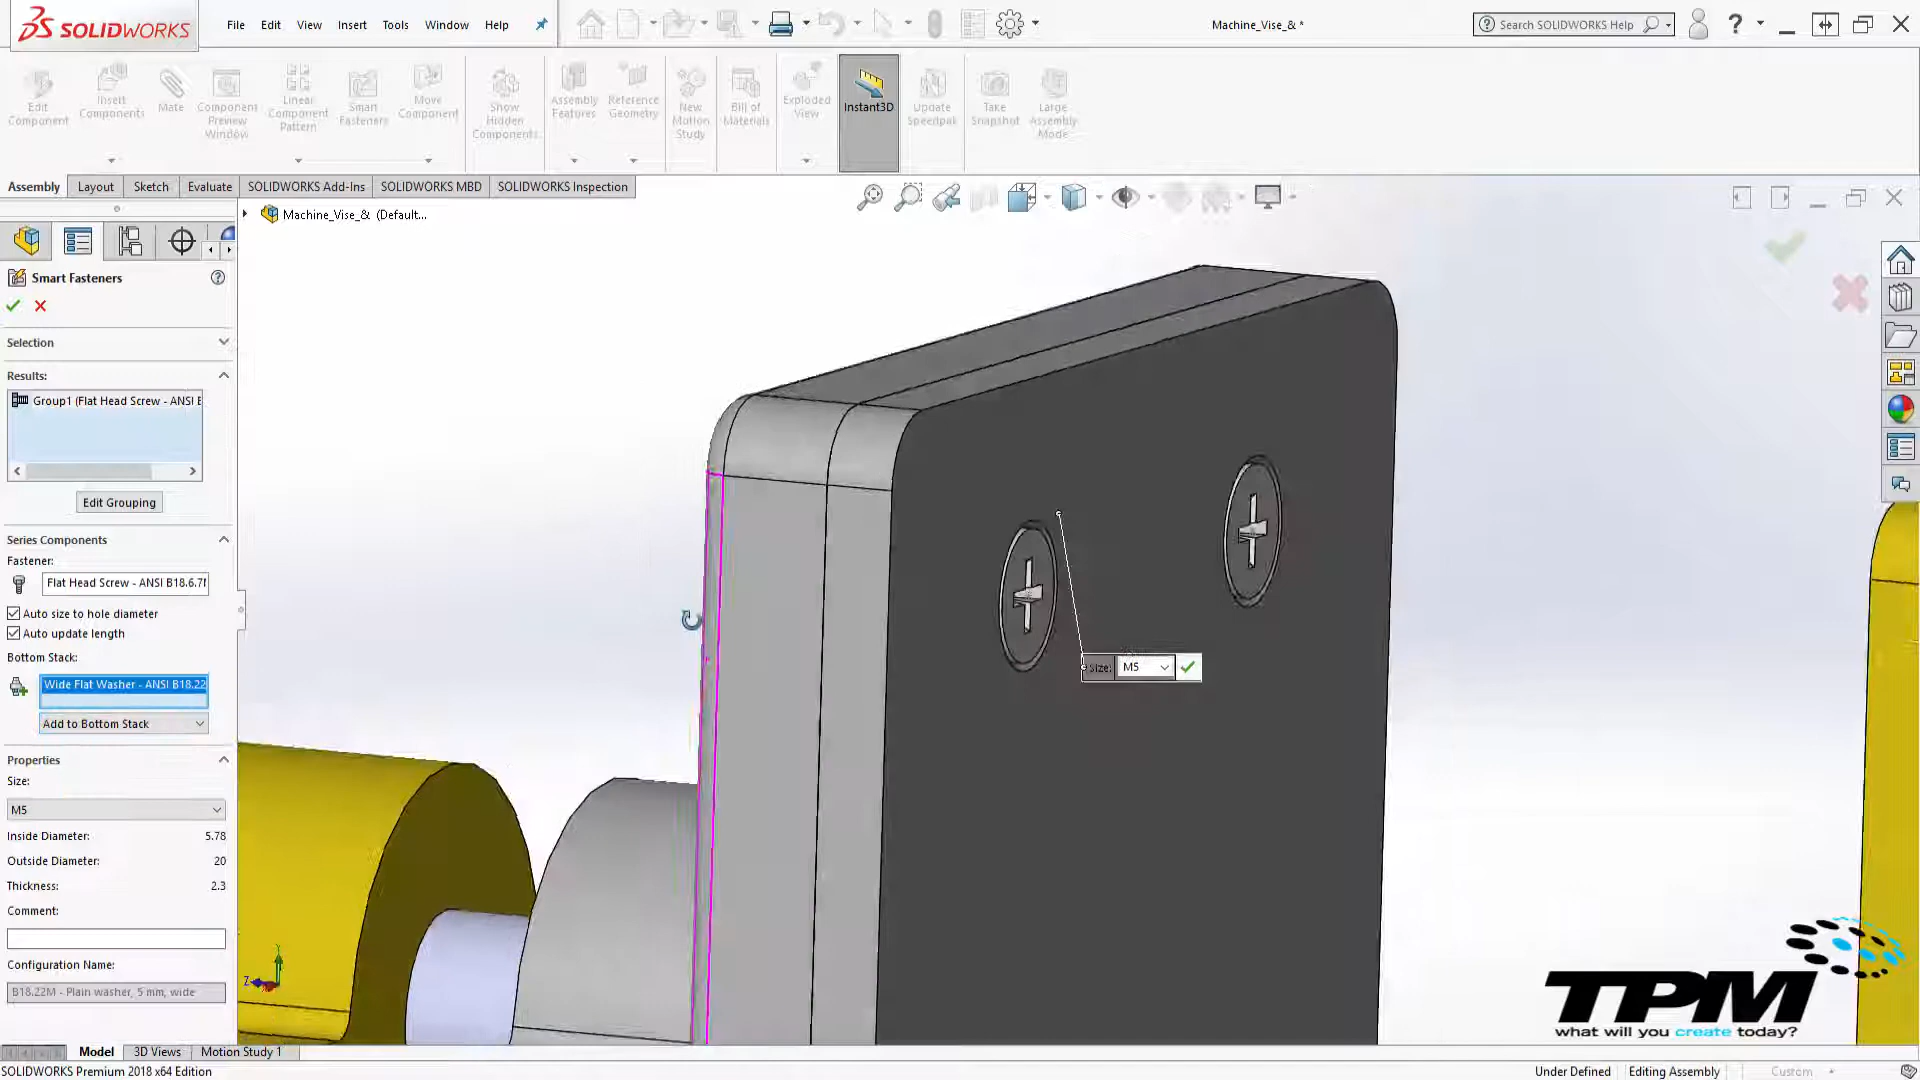 SOLIDWORKS
File Edit View Insert Tools Window Help
Machine_Vise_& *
Search SOLIDWORKS Help
Edit Component
Insert Components
Mate
Component Preview Window
Linear Component Pattern
Smart Fasteners
Move Component
Show Hidden Components
Assembly Features
Reference Geometry
New Motion Study
Bill of Materials
Exploded View
Instant3D
Update Speedpak
Take Snapshot
Large Assembly Mode
Assembly Layout Sketch Evaluate SOLIDWORKS Add-Ins SOLIDWORKS MBD SOLIDWORKS Inspection
Machine_Vise_& (Default...
Smart Fasteners
Selection
Results:
Group1 (Flat Head Screw - ANSI B
Edit Grouping
Series Components
Fastener:
Flat Head Screw - ANSI B18.6.7M
Auto size to hole diameter
Auto update length
Bottom Stack:
Wide Flat Washer - ANSI B18.22
Add to Bottom Stack
Properties
Size:
M5
Inside Diameter: 5.78
Outside Diameter: 20
Thickness: 2.3
Comment:
Configuration Name:
B18.22M - Plain washer, 5 mm, wide
Size: M5
Y
Z
TPM
what will you create today?
Model 3D Views Motion Study 1
SOLIDWORKS Premium 2018 x64 Edition
Under Defined Editing Assembly Custom